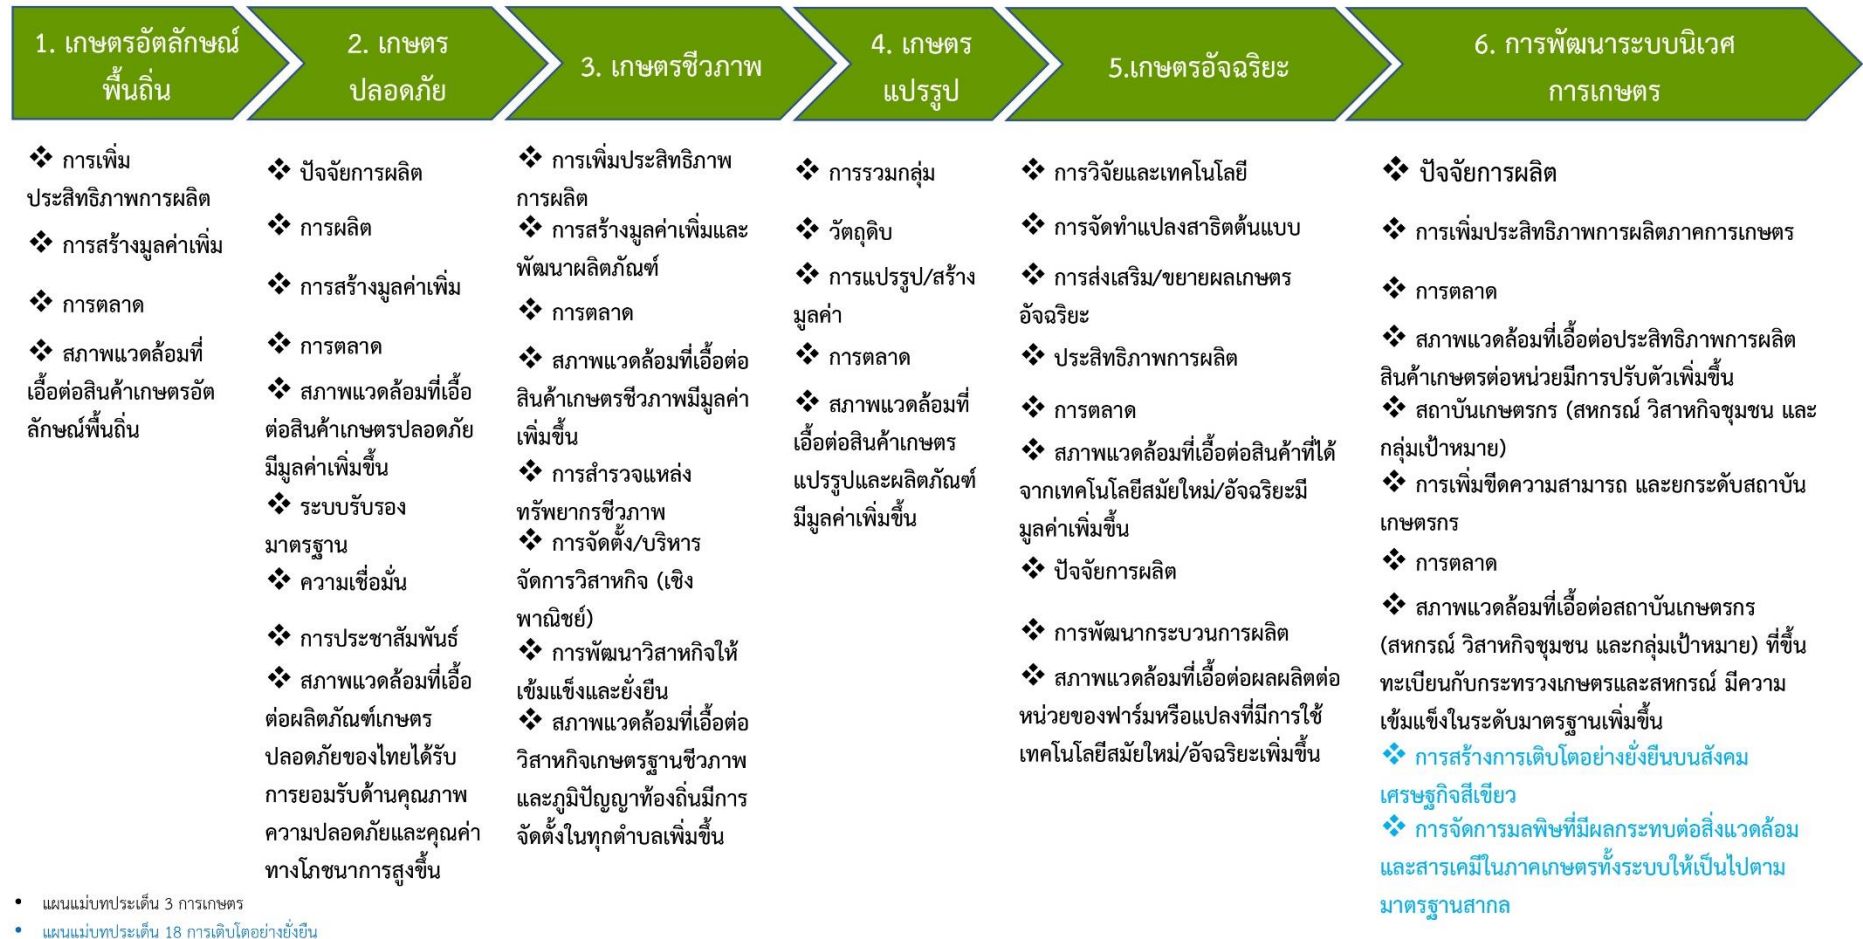 1. เกษตรอัตลักษณ์
พื้นถิ่น
❖ การเพิ่ม
ประสิทธิภาพการผลิต
❖ การสร้างมูลค่าเพิ่ม
❖ การตลาด
❖ สภาพแวดล้อมที่
เอื้อต่อสินค้าเกษตรอัต
ลักษณ์พื้นถิ่น
2. เกษตร
ปลอดภัย
❖ ปัจจัยการผลิต
❖ การผลิต
❖ การสร้างมูลค่าเพิ่ม
❖ การตลาด
❖ สภาพแวดล้อมที่เอื้อ
ต่อสินค้าเกษตรปลอดภัย
มีมูลค่าเพิ่มขึ้น
❖ ระบบรับรอง
มาตรฐาน
❖ ความเชื่อมั่น
❖ การประชาสัมพันธ์
❖ สภาพแวดล้อมที่เอื้อ
ต่อผลิตภัณฑ์เกษตร
ปลอดภัยของไทยได้รับ
การยอมรับด้านคุณภาพ
ความปลอดภัยและคุณค่า
ทางโภชนาการสูงขึ้น
3. เกษตรชีวภาพ
❖ การเพิ่มประสิทธิภาพ
การผลิต
❖ การสร้างมูลค่าเพิ่มและ
พัฒนาผลิตภัณฑ์
❖ การตลาด
❖ สภาพแวดล้อมที่เอื้อต่อ
สินค้าเกษตรชีวภาพมีมูลค่า
เพิ่มขึ้น
❖ การสำรวจแหล่ง
ทรัพยากรชีวภาพ
❖ การจัดตั้ง/บริหาร
จัดการวิสาหกิจ (เชิง
พาณิชย์)
❖ การพัฒนาวิสาหกิจให้
เข้มแข็งและยั่งยืน
❖ สภาพแวดล้อมที่เอื้อต่อ
วิสาหกิจเกษตรฐานชีวภาพ
และภูมิปัญญาท้องถิ่นมีการ
จัดตั้งในทุกตำบลเพิ่มขึ้น
4. เกษตร
แปรรูป
❖ การรวมกลุ่ม
❖ วัตถุดิบ
❖ การแปรรูป/สร้าง
มูลค่า
❖ การตลาด
❖ สภาพแวดล้อมที่
เอื้อต่อสินค้าเกษตร
แปรรูปและผลิตภัณฑ์
มีมูลค่าเพิ่มขึ้น
5.เกษตรอัจฉริยะ
❖ การวิจัยและเทคโนโลยี
❖ การจัดทำแปลงสาธิตต้นแบบ
❖ การส่งเสริม/ขยายผลเกษตร
อัจฉริยะ
❖ ประสิทธิภาพการผลิต
❖ การตลาด
❖ สภาพแวดล้อมที่เอื้อต่อสินค้าที่ได้
จากเทคโนโลยีสมัยใหม่/อัจฉริยะมี
มูลค่าเพิ่มขึ้น
❖ ปัจจัยการผลิต
❖ การพัฒนากระบวนการผลิต
❖ สภาพแวดล้อมที่เอื้อต่อผลผลิตต่อ
หน่วยของฟาร์มหรือแปลงที่มีการใช้
เทคโนโลยีสมัยใหม่/อัจฉริยะเพิ่มขึ้น
6. การพัฒนาระบบนิเวศ
การเกษตร
❖ ปัจจัยการผลิต
❖ การเพิ่มประสิทธิภาพการผลิตภาคการเกษตร
❖ การตลาด
❖ สภาพแวดล้อมที่เอื้อต่อประสิทธิภาพการผลิต
สินค้าเกษตรต่อหน่วยมีการปรับตัวเพิ่มขึ้น
❖ สถาบันเกษตรกร (สหกรณ์ วิสาหกิจชุมชน และ
กลุ่มเป้าหมาย)
❖ การเพิ่มขีดความสามารถ และยกระดับสถาบัน
เกษตรกร
❖ การตลาด
❖ สภาพแวดล้อมที่เอื้อต่อสถาบันเกษตรกร
(สหกรณ์ วิสาหกิจชุมชน และกลุ่มเป้าหมาย) ที่ขึ้น
ทะเบียนกับกระทรวงเกษตรและสหกรณ์ มีความ
เข้มแข็งในระดับมาตรฐานเพิ่มขึ้น
❖ การสร้างการเติบโตอย่างยั่งยืนบนสังคม
เศรษฐกิจสีเขียว
❖ การจัดการมลพิษที่มีผลกระทบต่อสิ่งแวดล้อม
และสารเคมีในภาคเกษตรทั้งระบบให้เป็นไปตาม
มาตรฐานสากล
• แผนแม่บทประเด็น 3 การเกษตร
• แผนแม่บทประเด็น 18 การเติบโตอย่างยั่งยืน